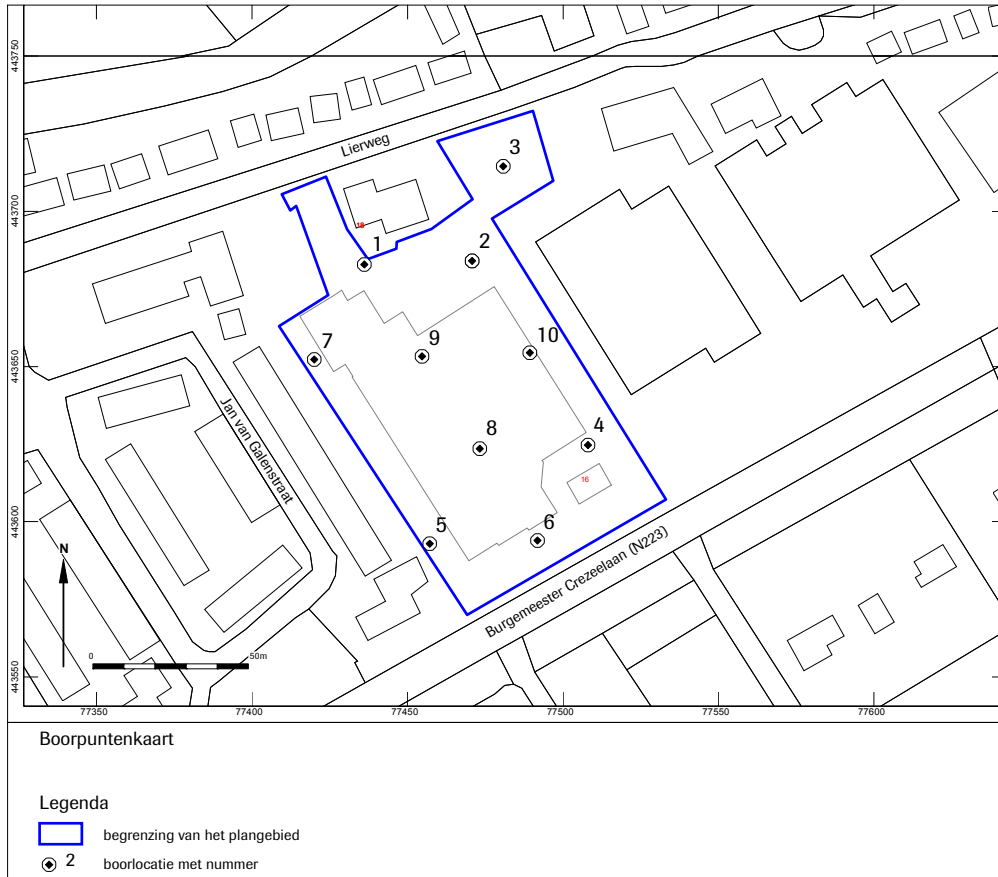 443750
443700
443650
443600
443550
Lierweg
3
18
1
2
7
9
10
Jan van Galenstraat
8
4
16
5
6
Burgemeester Crezeelaan (N223)
N
0
50m
77350
77400
77450
77500
77550
77600
Boorpuntenkaart
Legenda
begrenzing van het plangebied
2 boorlocatie met nummer